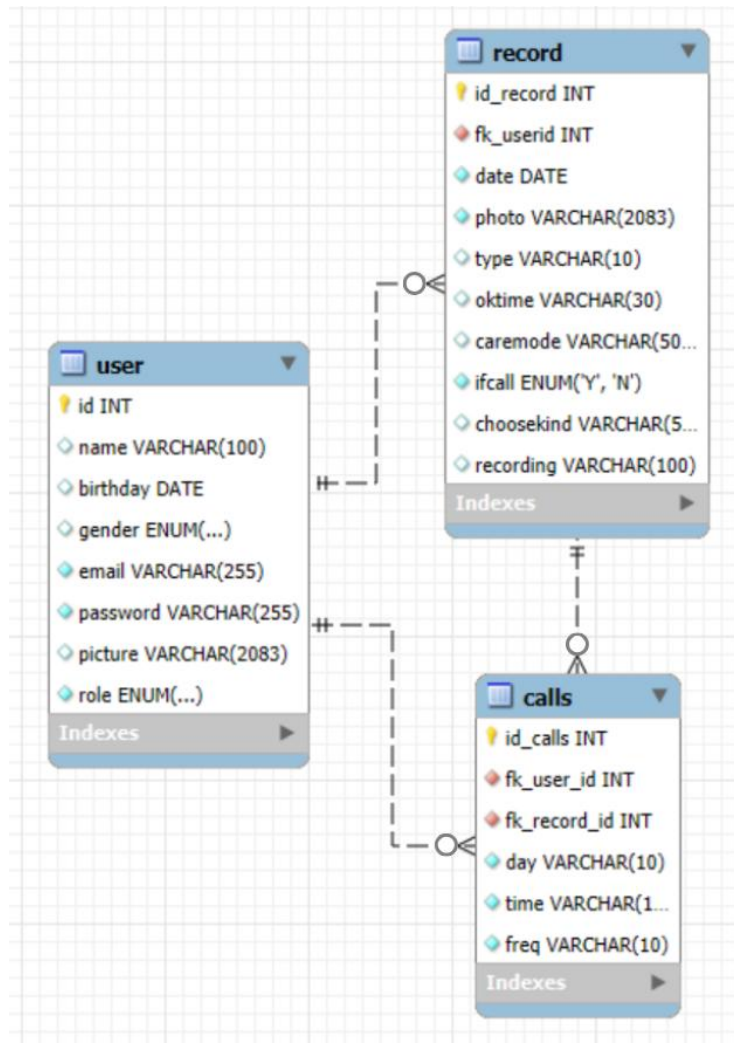 record
id_record INT
fk_userid INT
date DATE
photo VARCHAR(2083)
type VARCHAR(10)
oktime VARCHAR(30)
caremode VARCHAR(50...
ifcall ENUM('Y', 'N')
choosekind VARCHAR(5...
recording VARCHAR(100)
Indexes
user
id INT
name VARCHAR(100)
birthday DATE
gender ENUM(...)
email VARCHAR(255)
password VARCHAR(255)
picture VARCHAR(2083)
role ENUM(...)
Indexes
calls
id_calls INT
fk_user_id INT
fk_record_id INT
day VARCHAR(10)
time VARCHAR(1...
freq VARCHAR(10)
Indexes